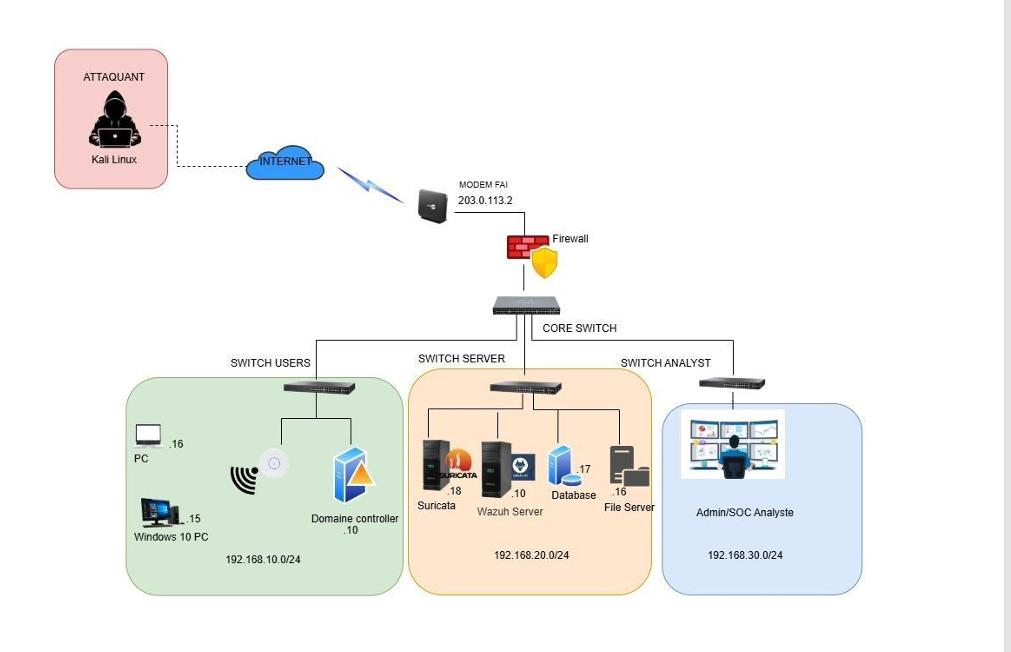 ATTAQUANT
Kali Linux
INTERNET
MODEM FAI
203.0.113.2
Firewall
CORE SWITCH
SWITCH USERS
SWITCH SERVER
SWITCH ANALYST
.16
PC
.15
Windows 10 PC
Domaine controller
.10
192.168.10.0/24
SURICATA
.18
Suricata
.10
Wazuh Server
.17
Database
.16
File Server
192.168.20.0/24
Admin/SOC Analyste
192.168.30.0/24